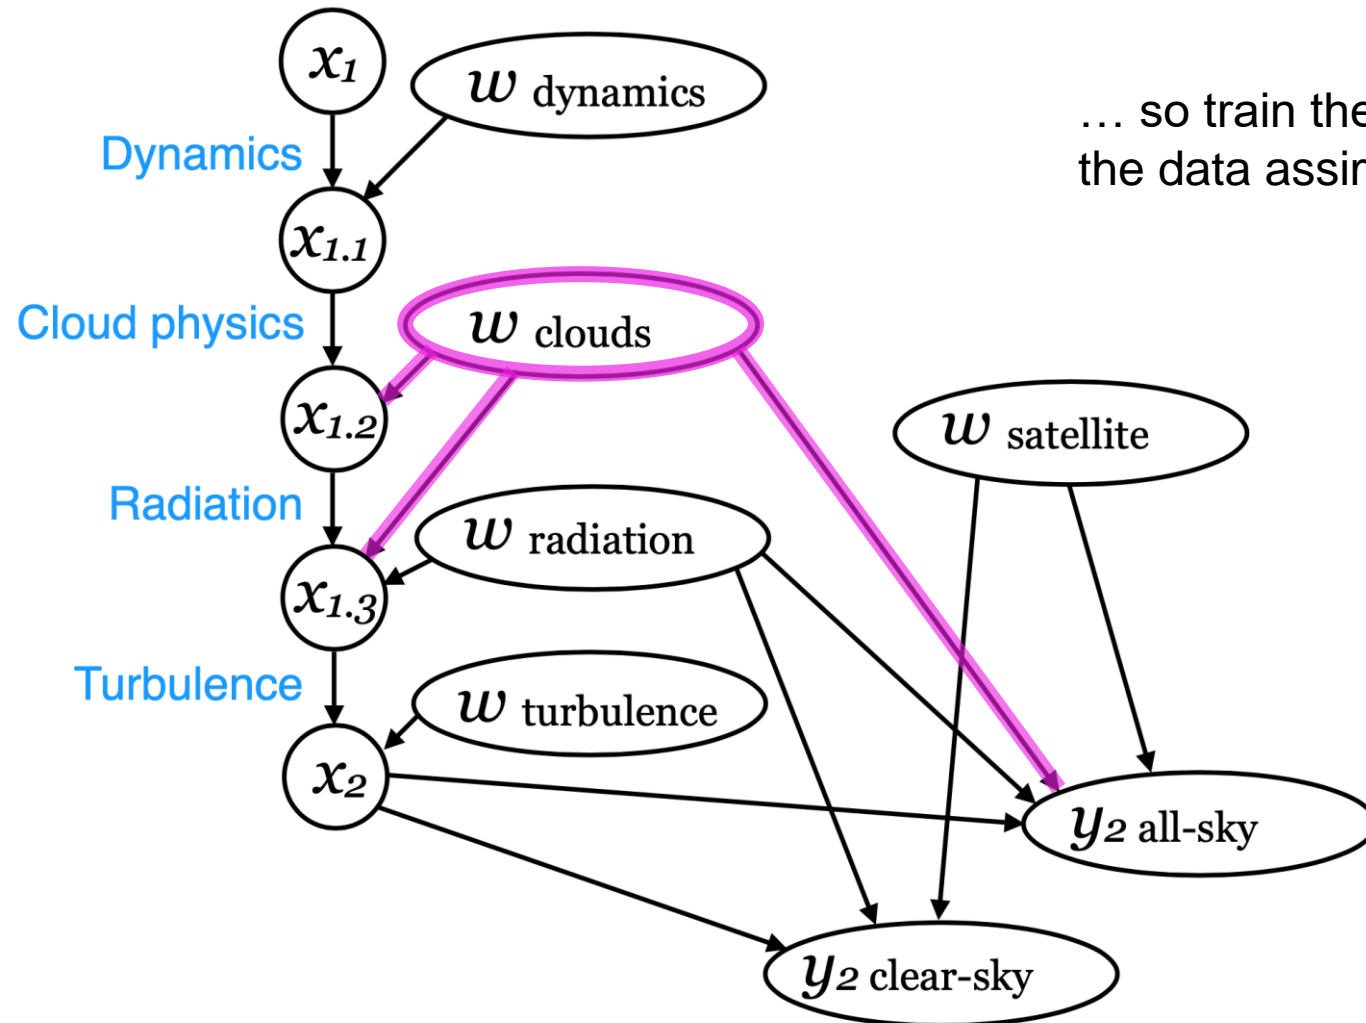 x1
w dynamics
… so train the
the data assi
Dynamics
x1.1
Cloud physics
w clouds
x1.2
w satellite
Radiation
w radiation
x1.3
Turbulence
w turbulence
x2
y2 all-sky
y2 clear-sky